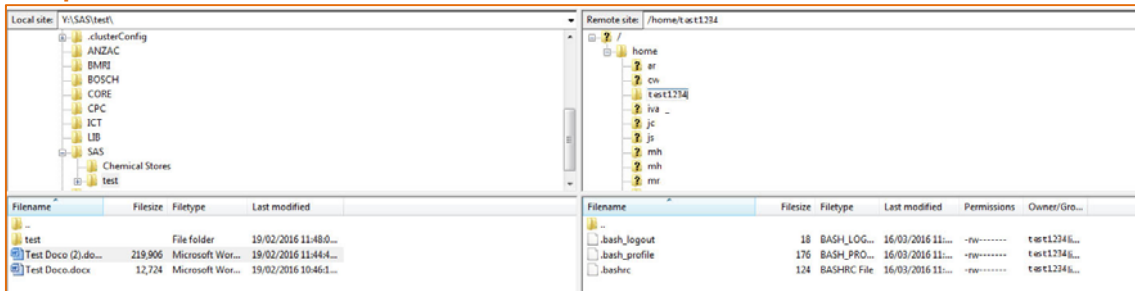 Local site: Y:\SAS\test\
.clusterConfig
ANZAC
BMRI
BOSCH
CORE
CPC
ICT
LIB
SAS
Chemical Stores
test
Filename Filesize Filetype Last modified
..
test File folder 19/02/2016 11:48:0...
Test Doco (2).do... 219,906 Microsoft Wor... 19/02/2016 11:44:4...
Test Doco.docx 12,724 Microsoft Wor... 19/02/2016 10:46:1...
Remote site: /home/test1234
/
home
ar
cw
test1234
iva _
jc
js
mh
mh
mr
Filename Filesize Filetype Last modified Permissions Owner/Gro...
..
.bash_logout 18 BASH_LOG... 16/03/2016 11:... -rw------- test1234
.bash_profile 176 BASH_PRO... 16/03/2016 11:... -rw------- test1234
.bashrc 124 BASHRC File 16/03/2016 11:... -rw------- test1234